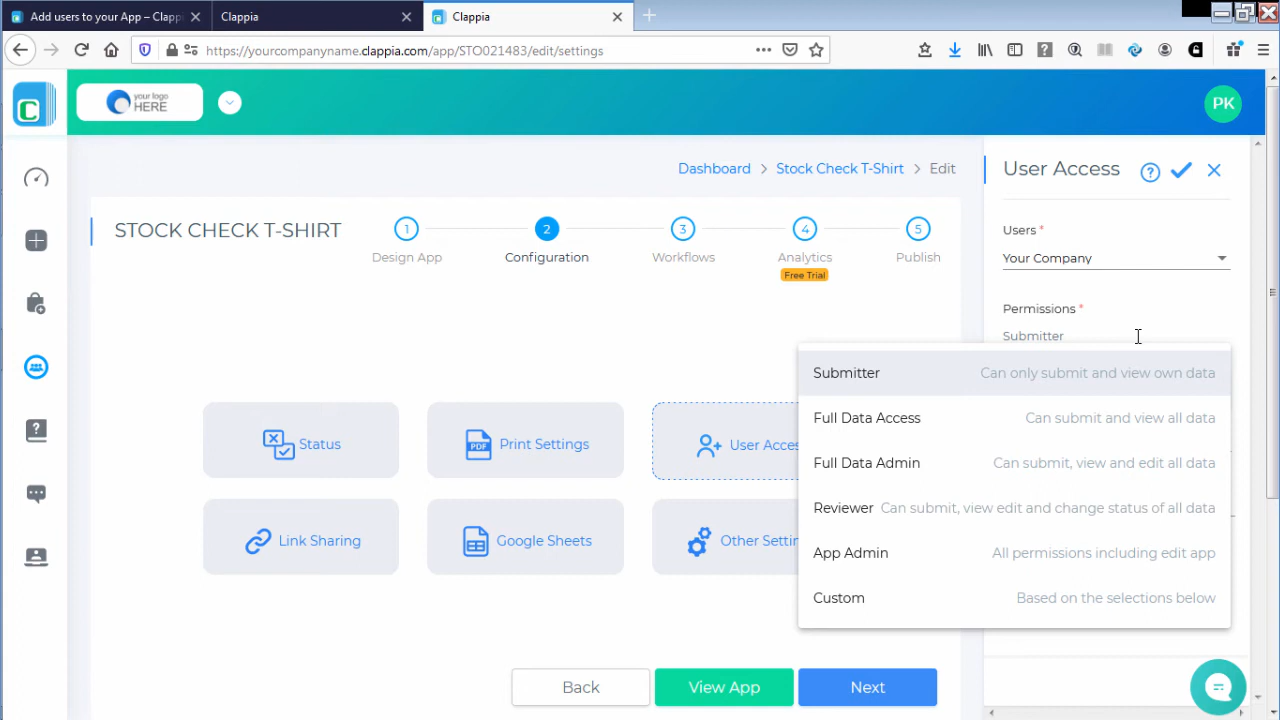 Add users to your App – Clapp
Clappia
Clappia
https://yourcompanyname.clappia.com/app/STO021483/edit/settings
your logo
HERE
PK
Dashboard > Stock Check T-Shirt > Edit
User Access
STOCK CHECK T-SHIRT
1
Design App
2
Configuration
3
Workflows
4
Analytics
Free Trial
5
Publish
Users *
Your Company
Permissions *
Submitter
Submitter Can only submit and view own data
Full Data Access Can submit and view all data
Full Data Admin Can submit, view and edit all data
Reviewer Can submit, view edit and change status of all data
App Admin All permissions including edit app
Custom Based on the selections below
Status
PDF
Print Settings
User Acces
Link Sharing
Google Sheets
Other Settin
Back
View App
Next